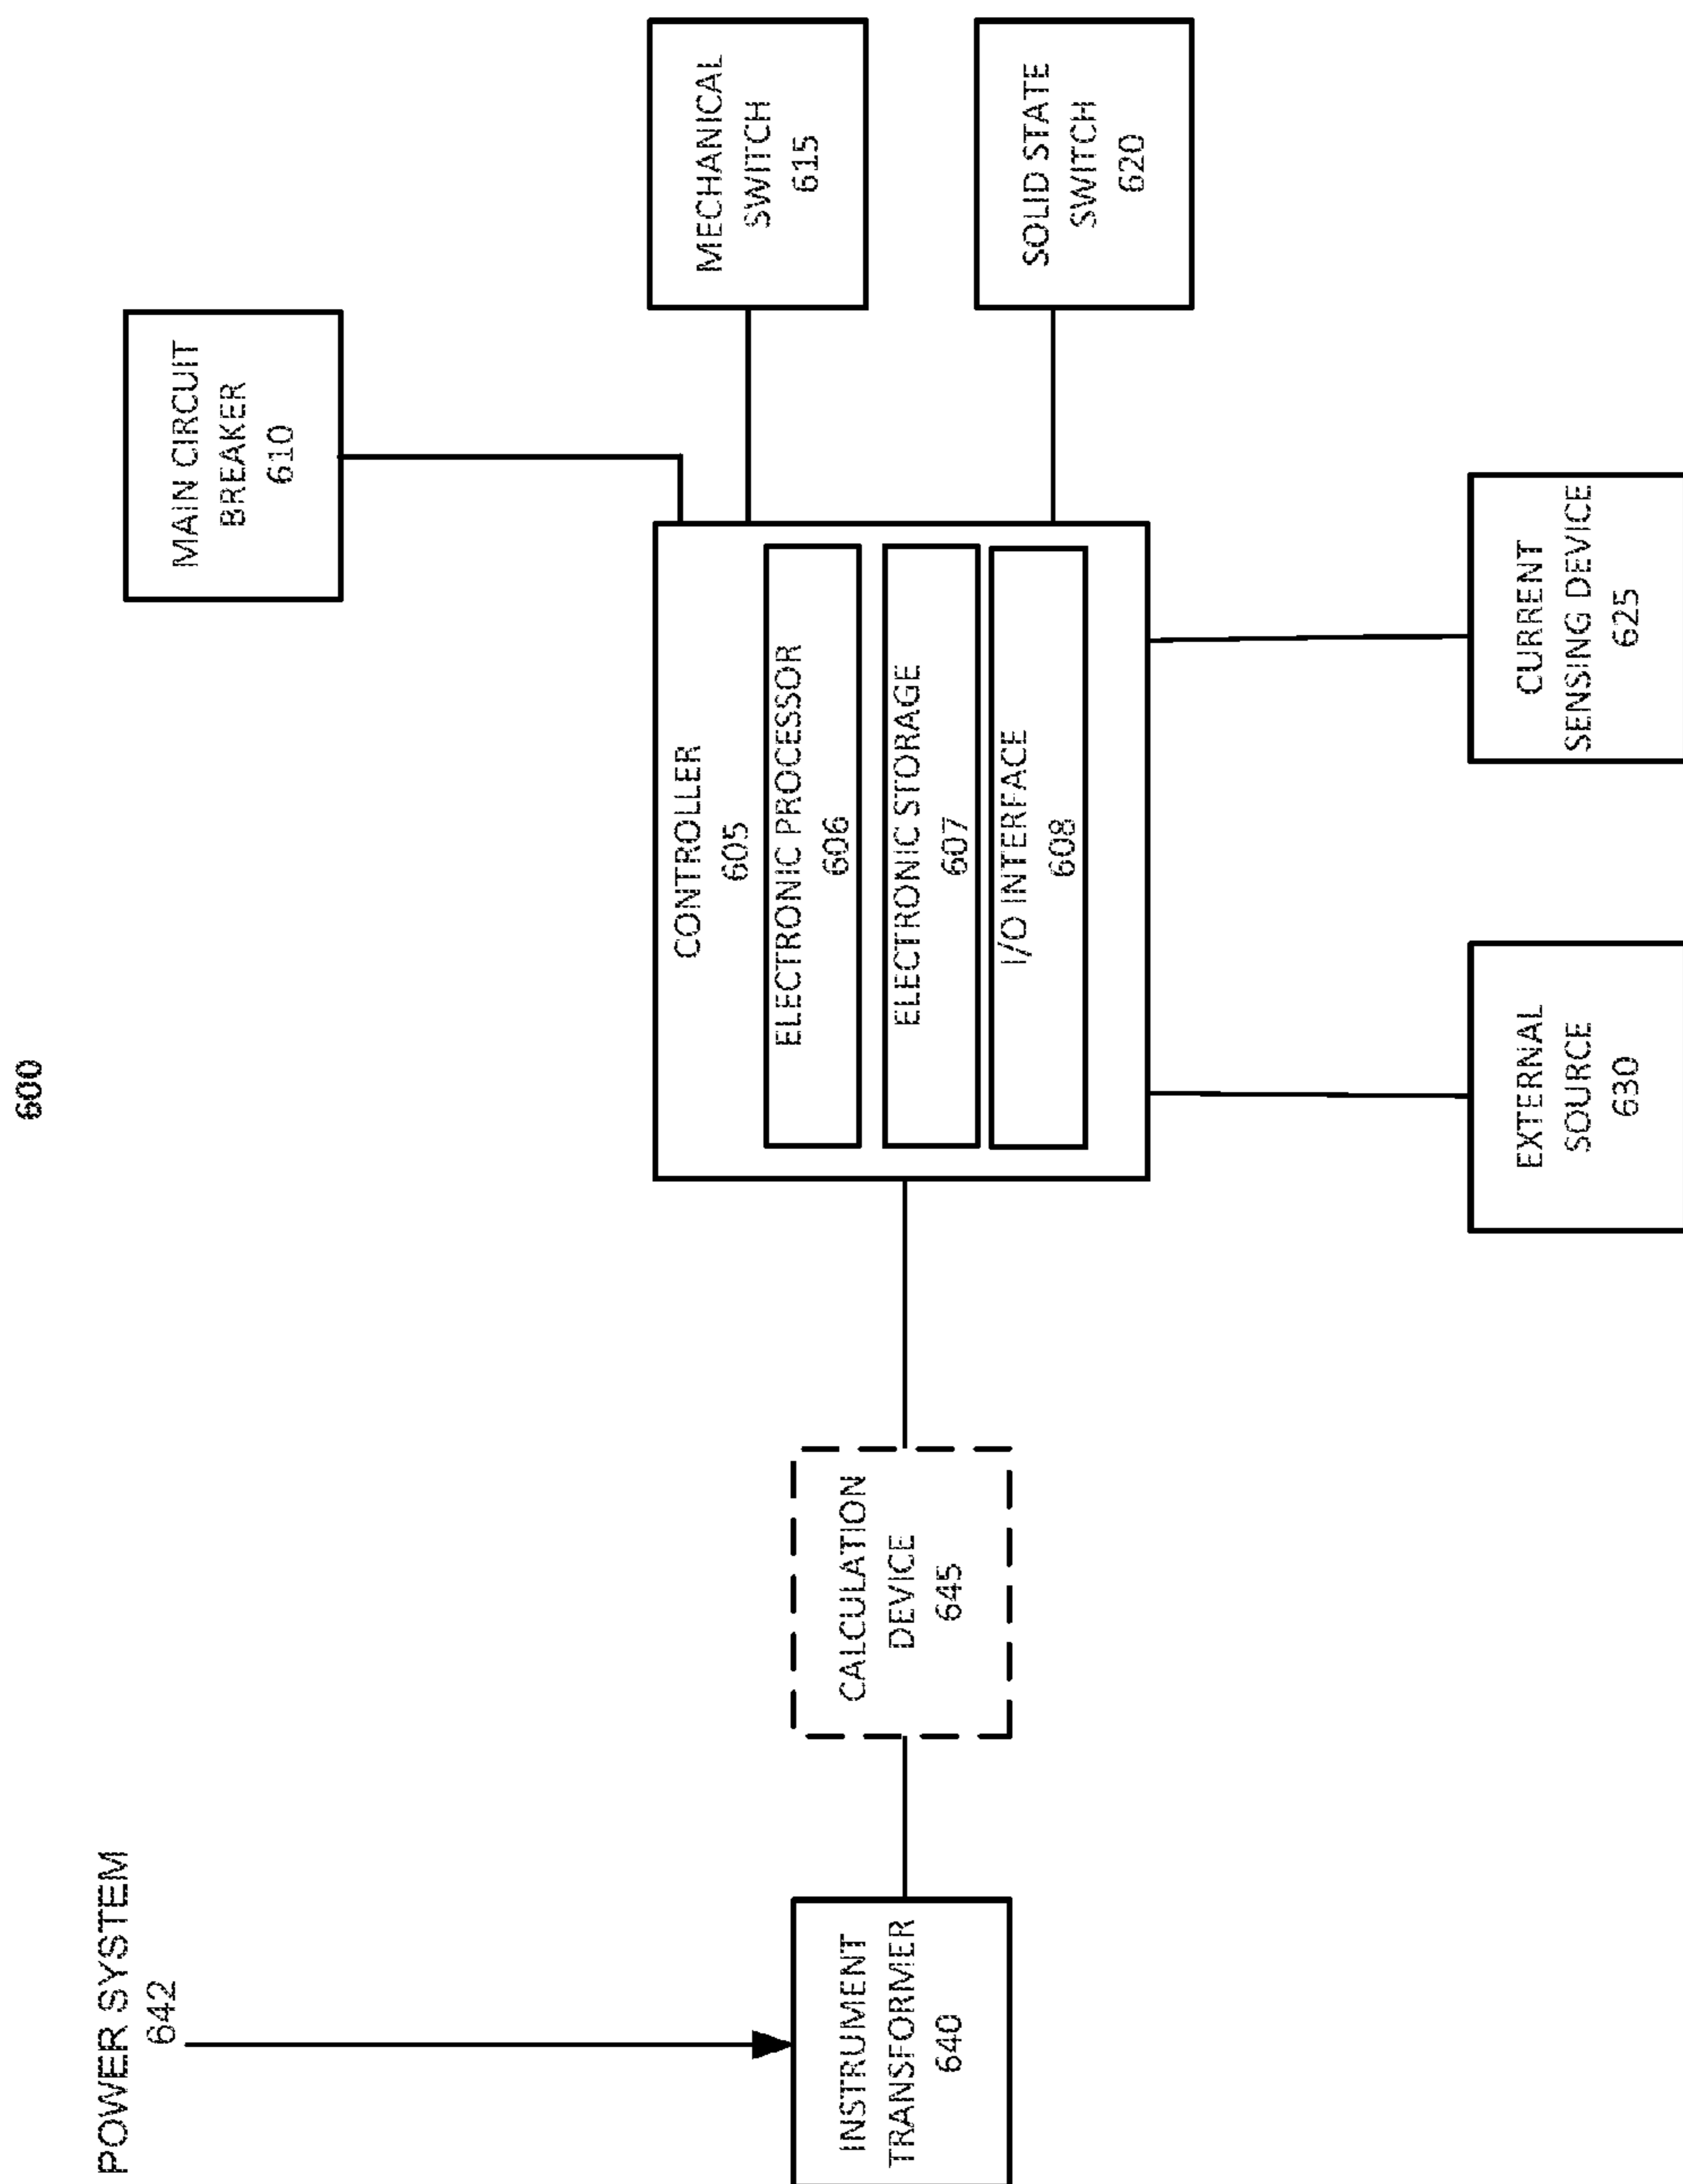 600
POWER SYSTEM
642
INSTRUMENT
TRANSFORMER
640
CALCULATION
DEVICE
645
CONTROLLER
605
ELECTRONIC PROCESSOR
606
ELECTRONIC STORAGE
607
I/O INTERFACE
608
MAIN CIRCUIT
BREAKER
610
MECHANICAL
SWITCH
615
SOLID STATE
SWITCH
620
EXTERNAL
SOURCE
630
CURRENT
SENSING DEVICE
625